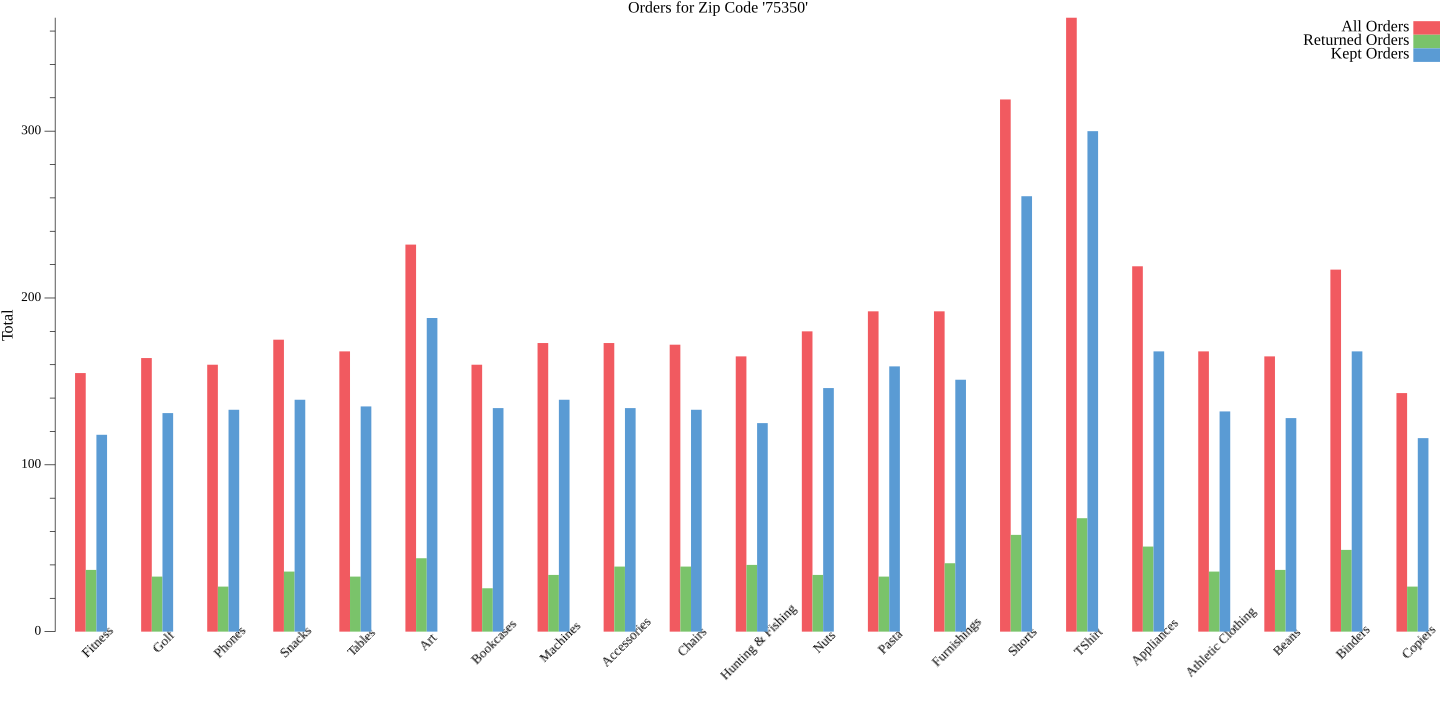 Orders for Zip Code '75350'
All Orders
Returned Orders
Kept Orders
Total
300
200
100
0
Fitness
Golf
Phones
Snacks
Tables
Art
Bookcases
Machines
Accessories
Chairs
Hunting & Fishing
Nuts
Pasta
Furnishings
Shorts
TShirt
Appliances
Athletic Clothing
Beans
Binders
Copiers